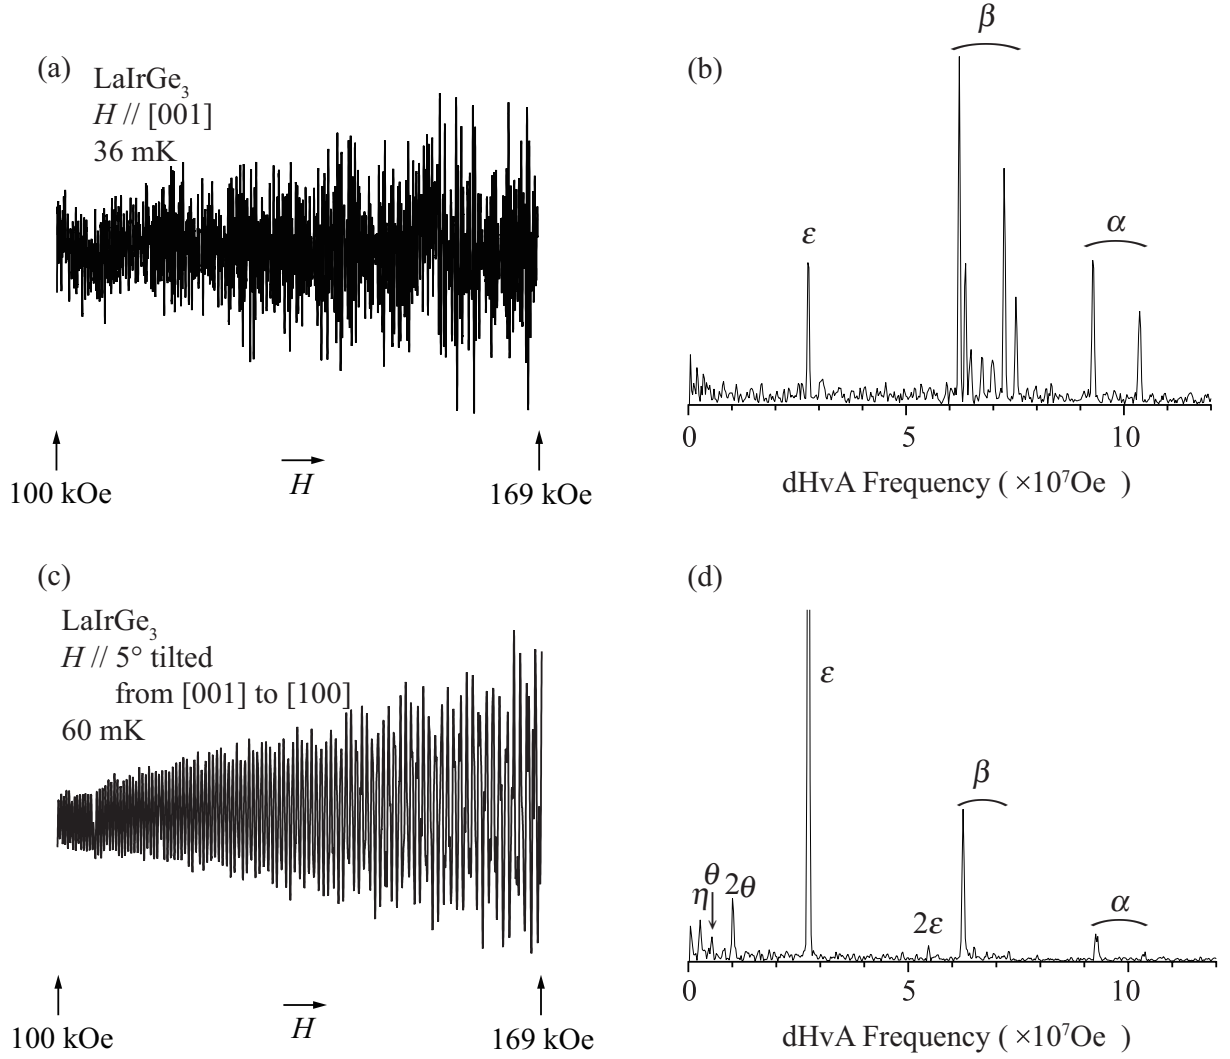 (a)
LaIrGe₃
H // [001]
36 mK
100 kOe
H
169 kOe
(b)
ε
β
α
0
5
10
dHvA Frequency ( ×10⁷Oe )
(c)
LaIrGe₃
H // 5° tilted
from [001] to [100]
60 mK
100 kOe
H
169 kOe
(d)
η
θ
2θ
ε
2ε
β
α
0
5
10
dHvA Frequency ( ×10⁷Oe )